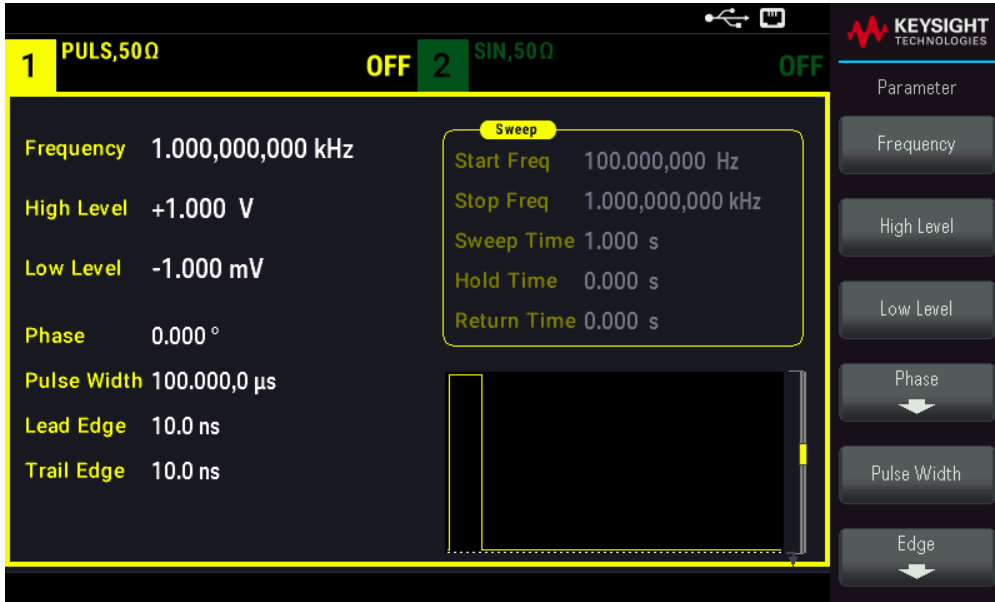 KEYSIGHT
TECHNOLOGIES
1 PULS,50Ω OFF
2 SIN,50Ω OFF
Parameter
Frequency 1.000,000,000 kHz
High Level +1.000 V
Low Level -1.000 mV
Phase 0.000 °
Pulse Width 100.000,0 µs
Lead Edge 10.0 ns
Trail Edge 10.0 ns
Sweep
Start Freq 100.000,000 Hz
Stop Freq 1.000,000,000 kHz
Sweep Time 1.000 s
Hold Time 0.000 s
Return Time 0.000 s
Frequency
High Level
Low Level
Phase
Pulse Width
Edge